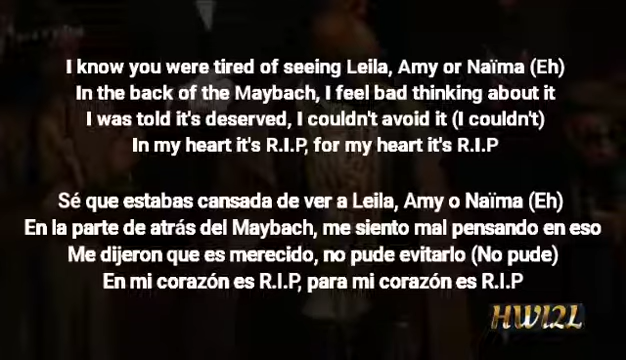 I know you were tired of seeing Leila, Amy or Naïma (Eh)
In the back of the Maybach, I feel bad thinking about it
I was told it's deserved, I couldn't avoid it (I couldn't)
In my heart it's R.I.P, for my heart it's R.I.P
Sé que estabas cansada de ver a Leila, Amy o Naïma (Eh)
En la parte de atrás del Maybach, me siento mal pensando en eso
Me dijeron que es merecido, no pude evitarlo (No pude)
En mi corazón es R.I.P, para mi corazón es R.I.P
HWI2L